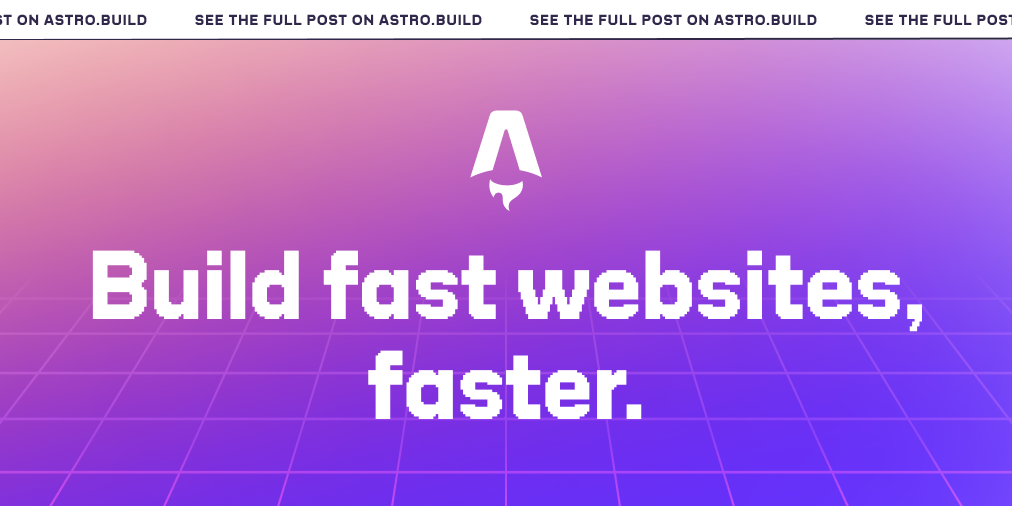 ST ON ASTRO.BUILD SEE THE FULL POST ON ASTRO.BUILD SEE THE FULL POST ON ASTRO.BUILD SEE THE FULL POST
Build fast websites,
faster.